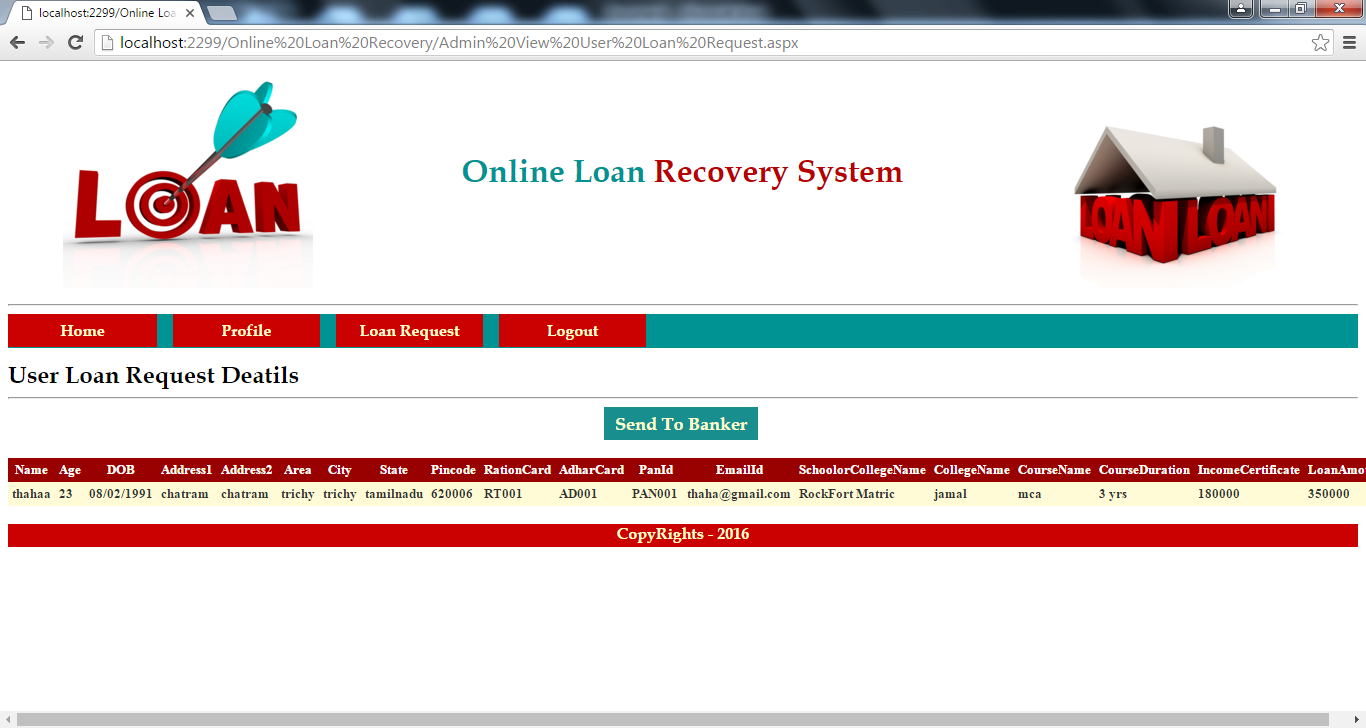 localhost:2299/Online Loa
localhost:2299/Online%20Loan%20Recovery/Admin%20View%20User%20Loan%20Request.aspx
LOAN
Online Loan Recovery System
LOAN LOAN
Home Profile Loan Request Logout
User Loan Request Deatils
Send To Banker
Name Age DOB Address1 Address2 Area City State Pincode RationCard AdharCard PanId EmailId SchoolorCollegeName CollegeName CourseName CourseDuration IncomeCertificate LoanAmo
thahaa 23 08/02/1991 chatram chatram trichy trichy tamilnadu 620006 RT001 AD001 PAN001 thaha@gmail.com RockFort Matric jamal mca 3 yrs 180000 350000
CopyRights - 2016